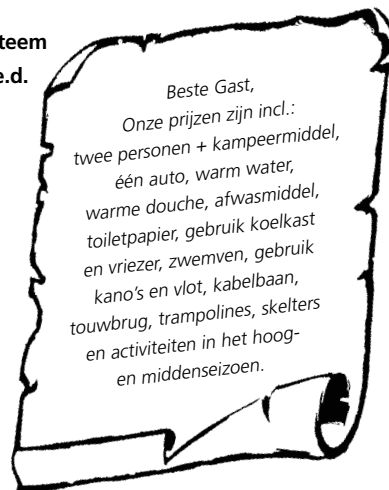 teem
e.d.
Beste Gast,
Onze prijzen zijn incl.:
twee personen + kampeermiddel,
één auto, warm water,
warme douche, afwasmiddel,
toiletpapier, gebruik koelkast
en vriezer, zwemven, gebruik
kano's en vlot, kabelbaan,
touwbrug, trampolines, skelters
en activiteiten in het hoog-
en middenseizoen.